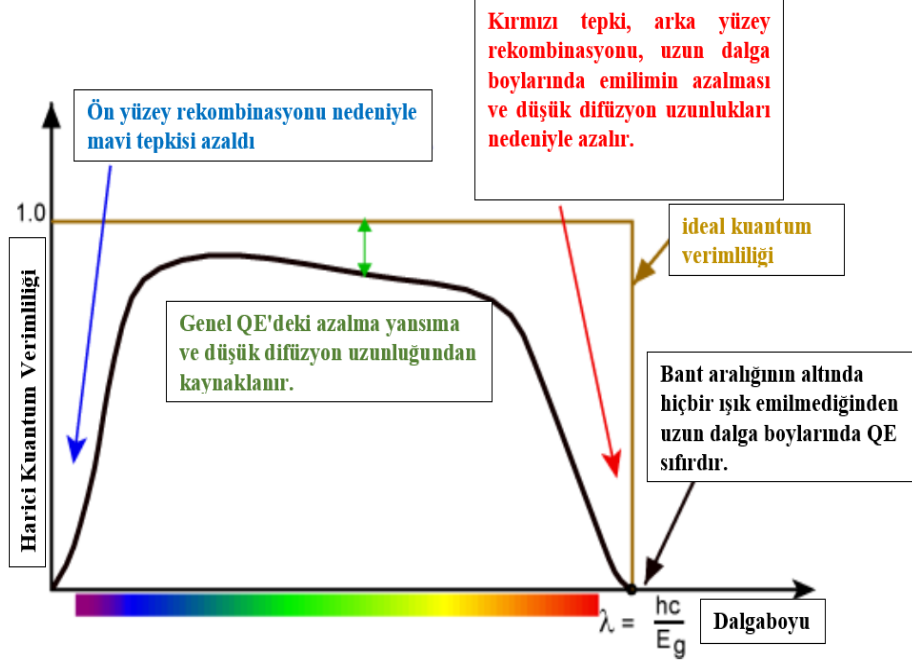 Kırmızı tepki, arka yüzey
rekombinasyonu, uzun dalga
boylarında emilimin azalması
ve düşük difüzyon uzunlukları
nedeniyle azalır.
Ön yüzey rekombinasyonu nedeniyle
mavi tepkisi azaldı
1.0
ideal kuantum
verimliliği
Harici Kuantum Verimliliği
Genel QE'deki azalma yansıma
ve düşük difüzyon uzunluğundan
kaynaklanır.
Bant aralığının altında
hiçbir ışık emilmediğinden
uzun dalga boylarında QE
sıfırdır.
λ = hc/E_g
Dalgaboyu